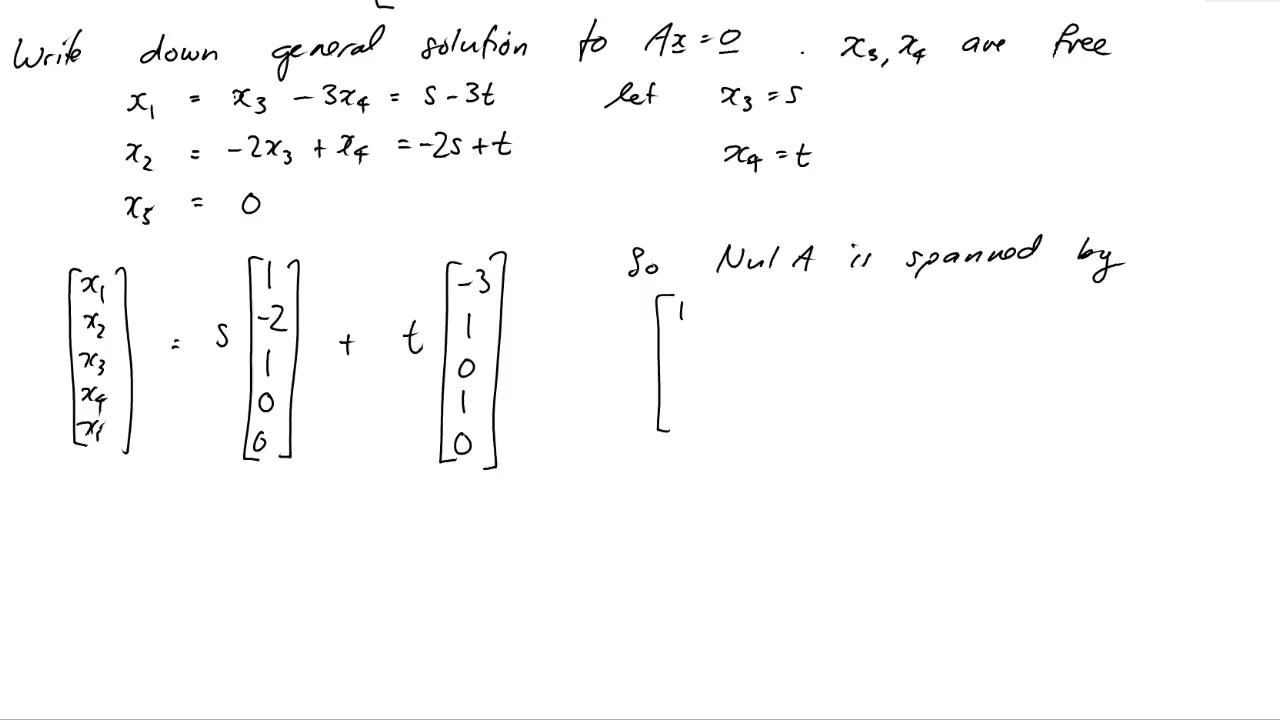 Write down general solution to Ax = 0 . x₃, x₄ are free
x₁ = x₃ - 3x₄ = s - 3t let x₃ = s
x₂ = -2x₃ + x₄ = -2s + t x₄ = t
x₅ = 0
So Nul A is spanned by
[x₁ x₂ x₃ x₄ x₅] = s [1 -2 1 0 0] + t [-3 1 0 1 0] [1